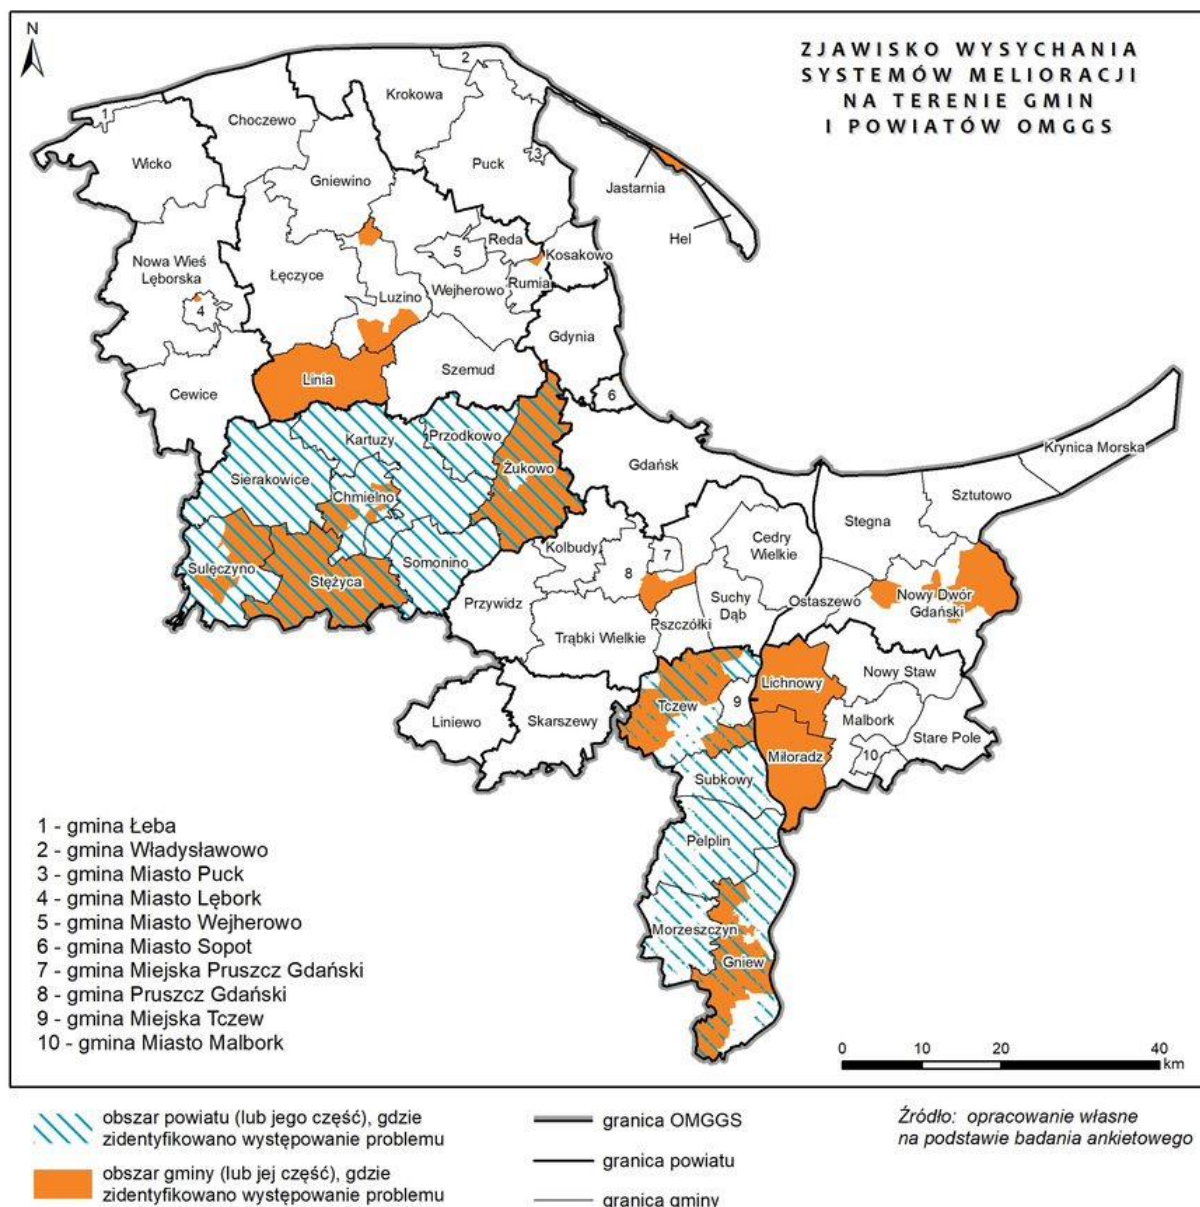 N
ZJAWISKO WYSYCHANIA
SYSTEMÓW MELIORACJI
NA TERENIE GMIN
I POWIATÓW OMGGS
2
Krokowa
1
Choczewo
Wicko
Puck
3
Gniewino
Jastarnia
Hel
Reda
5
Kosakowo
Nowa Wieś
Lęborska
Łęczyce
Rumia
Wejherowo
Luzino
4
Gdynia
Szemud
Linia
Cewice
6
Kartuzy
Przodkowo
Krynica Morska
Gdańsk
Żukowo
Sierakowice
Chmielno
Sztutowo
Stegna
Cedry
Wielkie
Kolbudy
7
Somonino
Sulęczyno
8
Stężyca
Nowy Dwór
Gdański
Suchy
Dąb
Ostaszewo
Przywidz
Pszczółki
Trąbki Wielkie
Nowy Staw
Lichnowy
Tczew
9
Liniewo
Skarszewy
Malbork
Stare Pole
Miłoradz
10
Subkowy
Pelplin
Morzeszczyn
Gniew
1 - gmina Łeba
2 - gmina Władysławowo
3 - gmina Miasto Puck
4 - gmina Miasto Lębork
5 - gmina Miasto Wejherowo
6 - gmina Miasto Sopot
7 - gmina Miejska Pruszcz Gdański
8 - gmina Pruszcz Gdański
9 - gmina Miejska Tczew
10 - gmina Miasto Malbork
0 10 20 40
km
obszar powiatu (lub jego część), gdzie
zidentyfikowano występowanie problemu
obszar gminy (lub jej część), gdzie
zidentyfikowano występowanie problemu
granica OMGGS
granica powiatu
granica gminy
Źródło: opracowanie własne
na podstawie badania ankietowego